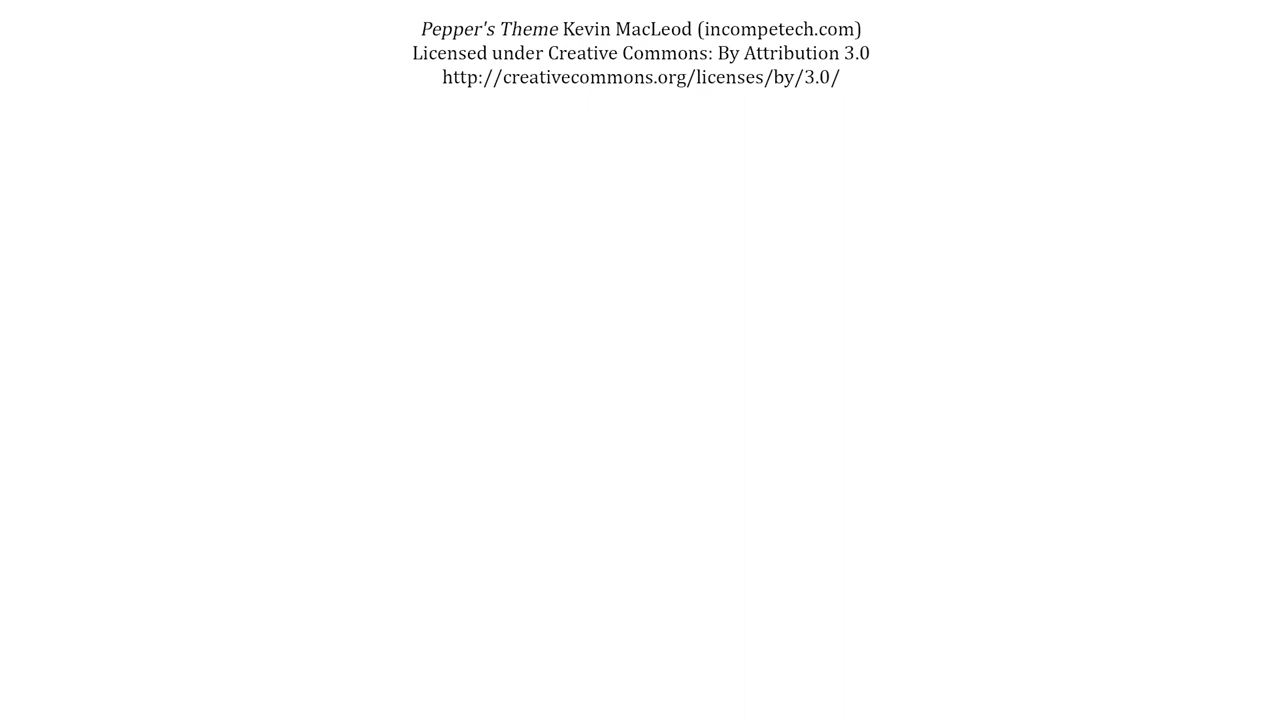 Pepper's Theme Kevin MacLeod (incompetech.com)
Licensed under Creative Commons: By Attribution 3.0
http://creativecommons.org/licenses/by/3.0/